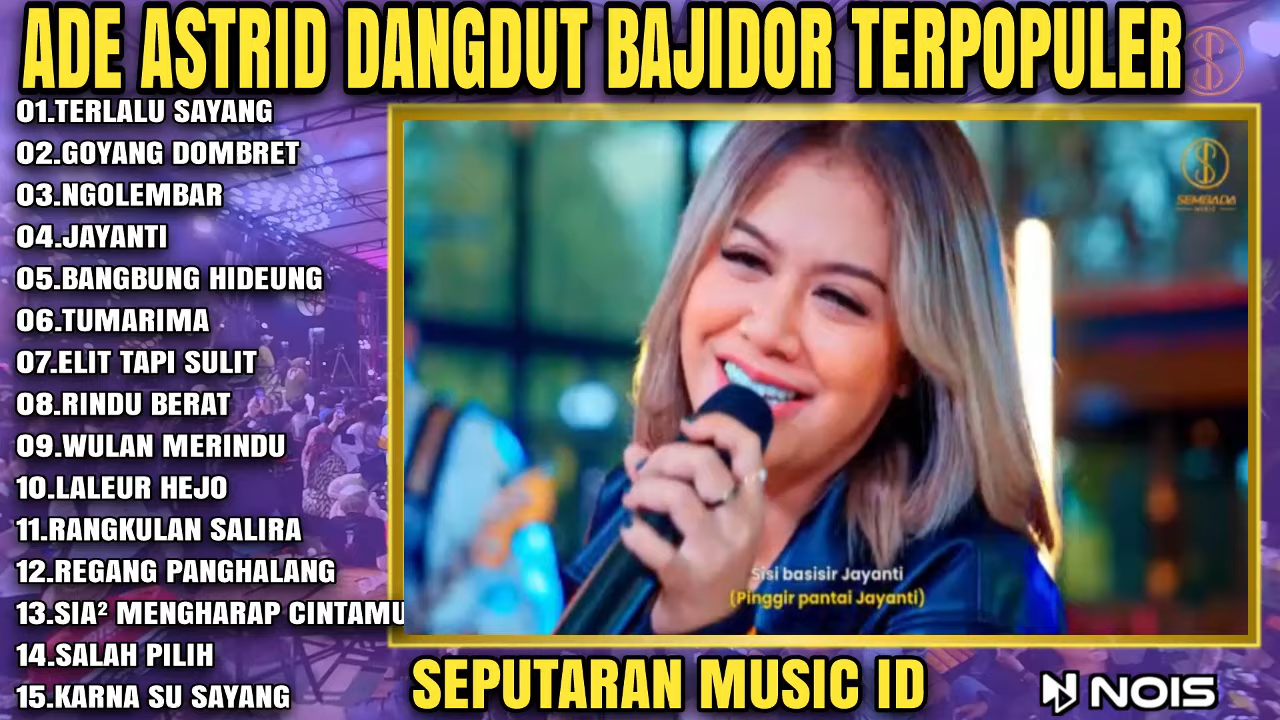 ADE ASTRID DANGDUT BAJIDOR TERPOPULER
01.TERLALU SAYANG
02.GOYANG DOMBRET
03.NGOLEMBAR
04.JAYANTI
05.BANGBUNG HIDEUNG
06.TUMARIMA
07.ELIT TAPI SULIT
08.RINDU BERAT
09.WULAN MERINDU
10.LALEUR HEJO
11.RANGKULAN SALIRA
12.REGANG PANGHALANG
13.SIA² MENGHARAP CINTAMU
14.SALAH PILIH
15.KARNA SU SAYANG
SEMBADA
Sisi basisir Jayanti
(Pinggir pantai Jayanti)
SEPUTARAN MUSIC ID
NOIS